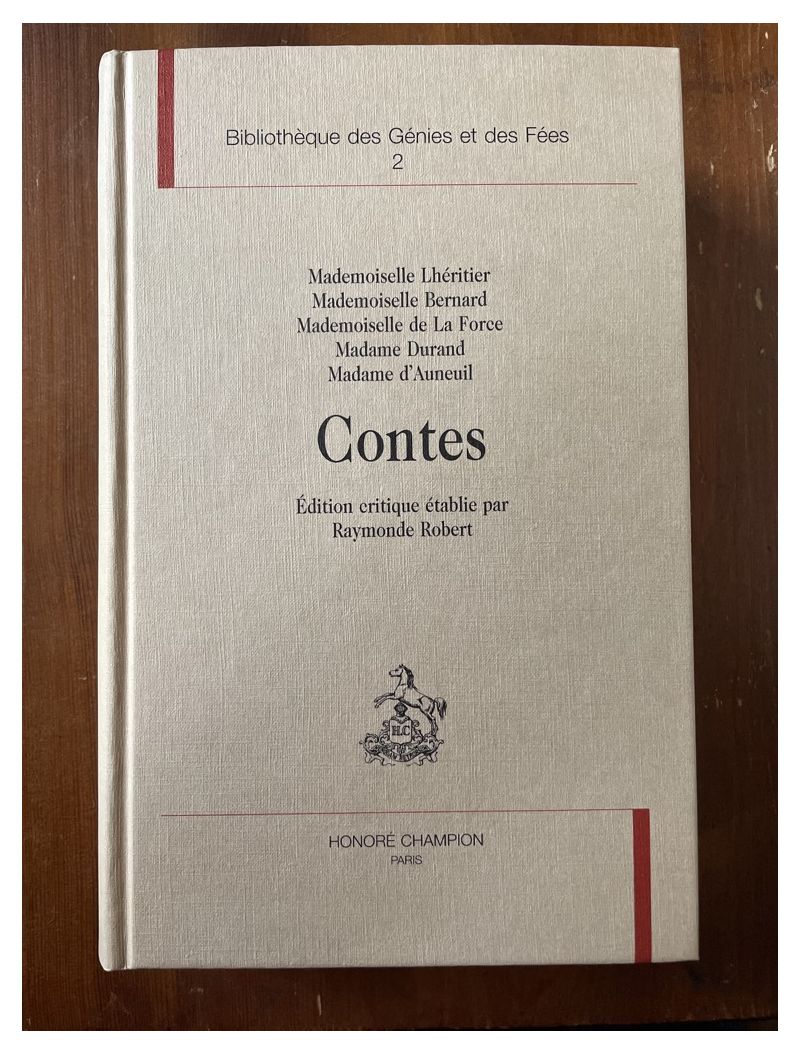 Bibliothèque des Génies et des Fées
2
Mademoiselle Lhéritier
Mademoiselle Bernard
Mademoiselle de La Force
Madame Durand
Madame d'Auneuil
Contes
Édition critique établie par
Raymonde Robert
H.C
HONORÉ CHAMPION
PARIS